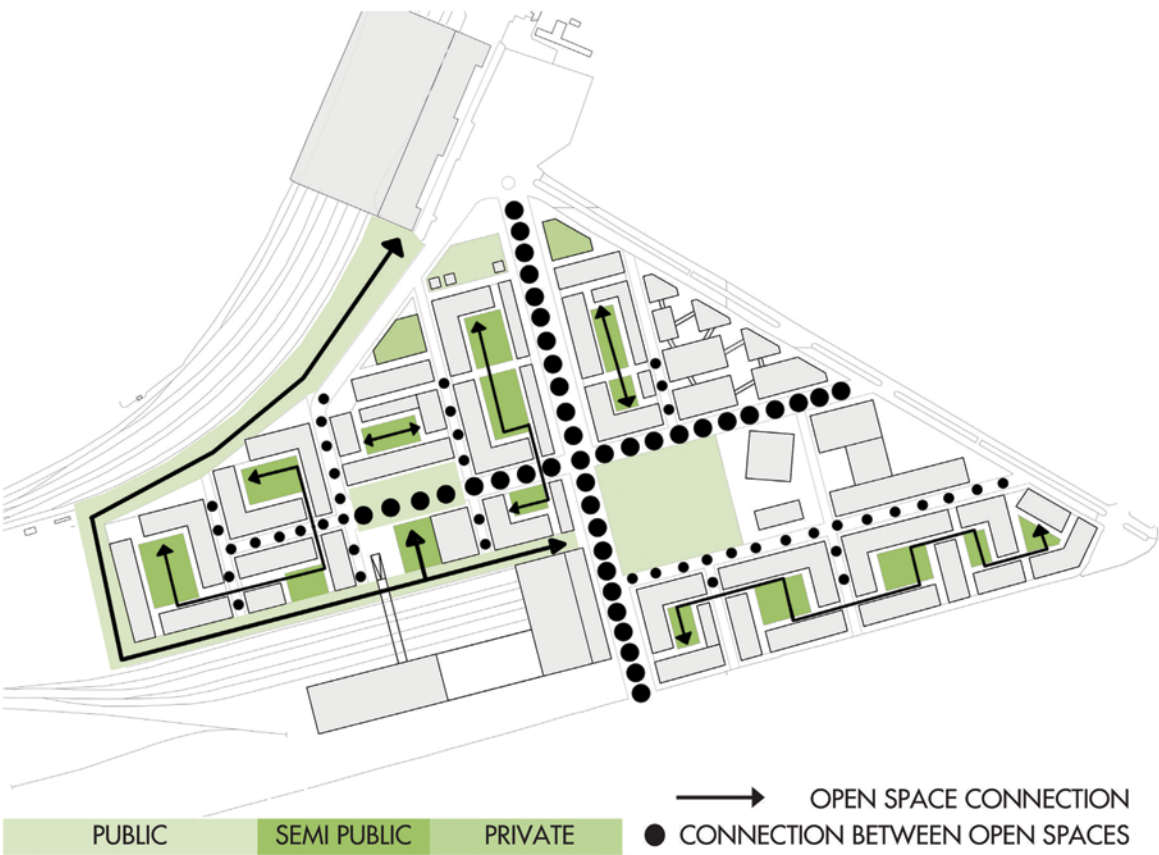 OPEN SPACE CONNECTION
PUBLIC SEMI PUBLIC PRIVATE CONNECTION BETWEEN OPEN SPACES